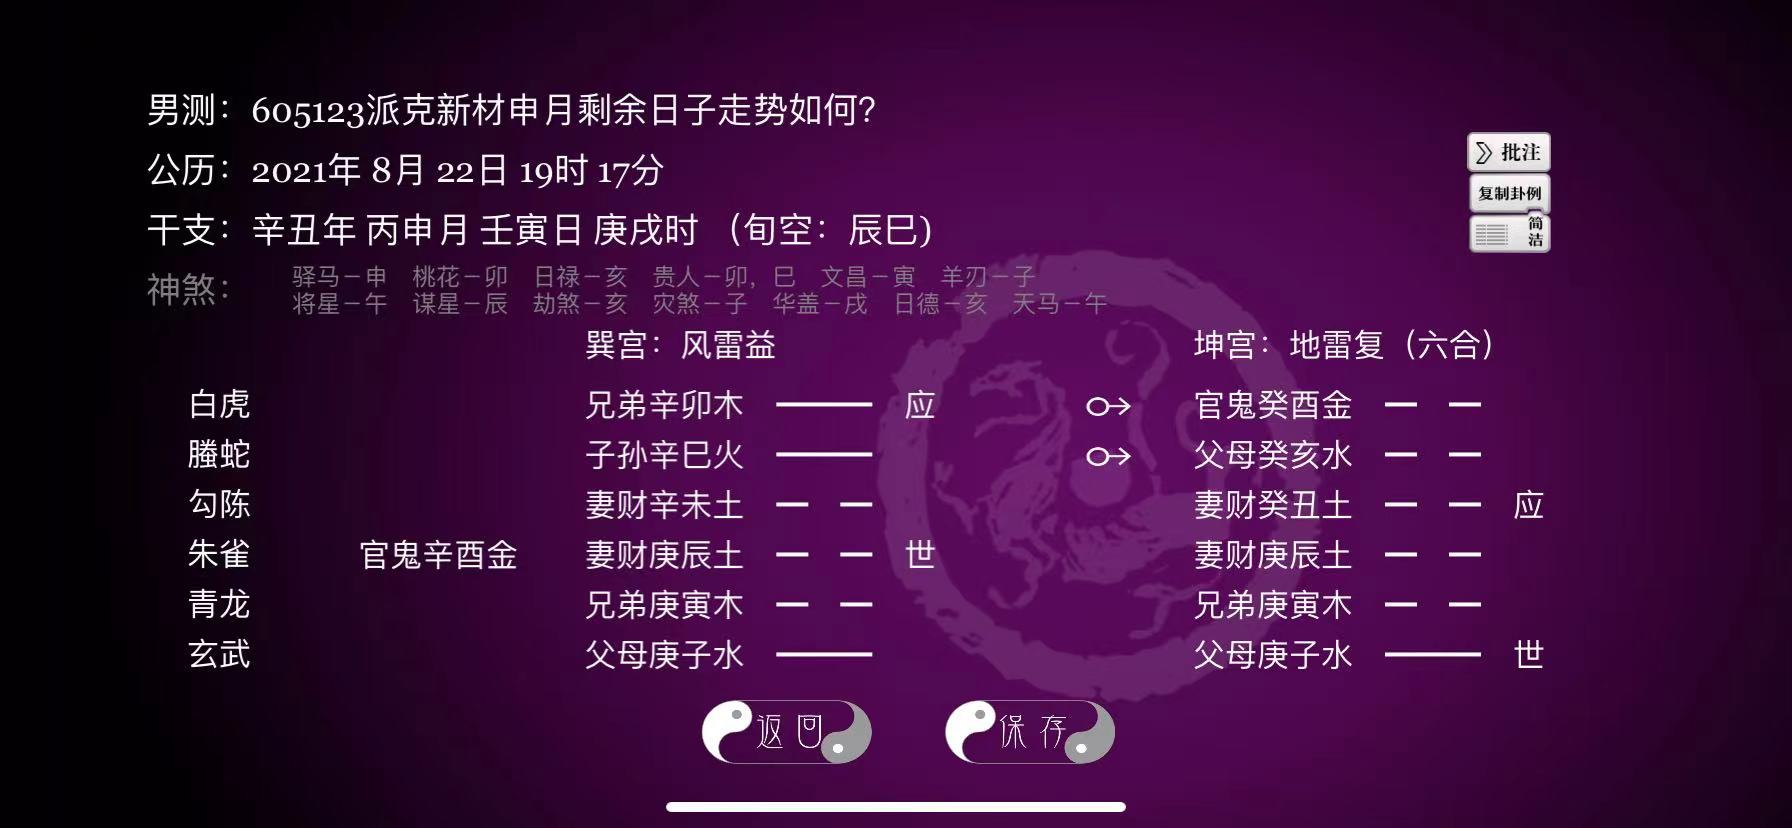 男测：605123派克新材申月剩余日子走势如何？
公历：2021年 8月 22日 19时 17分
干支：辛丑年 丙申月 壬寅日 庚戌时 （旬空：辰巳）
神煞：
驿马－申 桃花－卯 日禄－亥 贵人－卯，巳 文昌－寅 羊刃－子
将星－午 谋星－辰 劫煞－亥 灾煞－子 华盖－戌 日德－亥 天马－午
批注
复制卦例
简洁
巽宫：风雷益 坤宫：地雷复（六合）
白虎 兄弟辛卯木 应 官鬼癸酉金
螣蛇 子孙辛巳火 父母癸亥水
勾陈 妻财辛未土 妻财癸丑土 应
朱雀 官鬼辛酉金 妻财庚辰土 世 妻财庚辰土
青龙 兄弟庚寅木 兄弟庚寅木
玄武 父母庚子水 父母庚子水 世
返回 保存